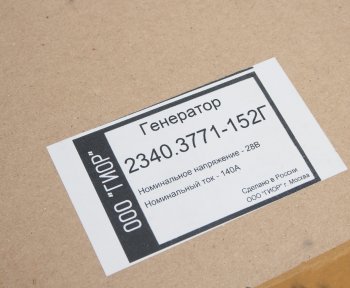 ООО "ГИОР"
Генератор
2340.3771-152Г
Номинальное напряжение - 28В
Номинальный ток - 140А
Сделано в России
ООО "ГИОР" г. Москва